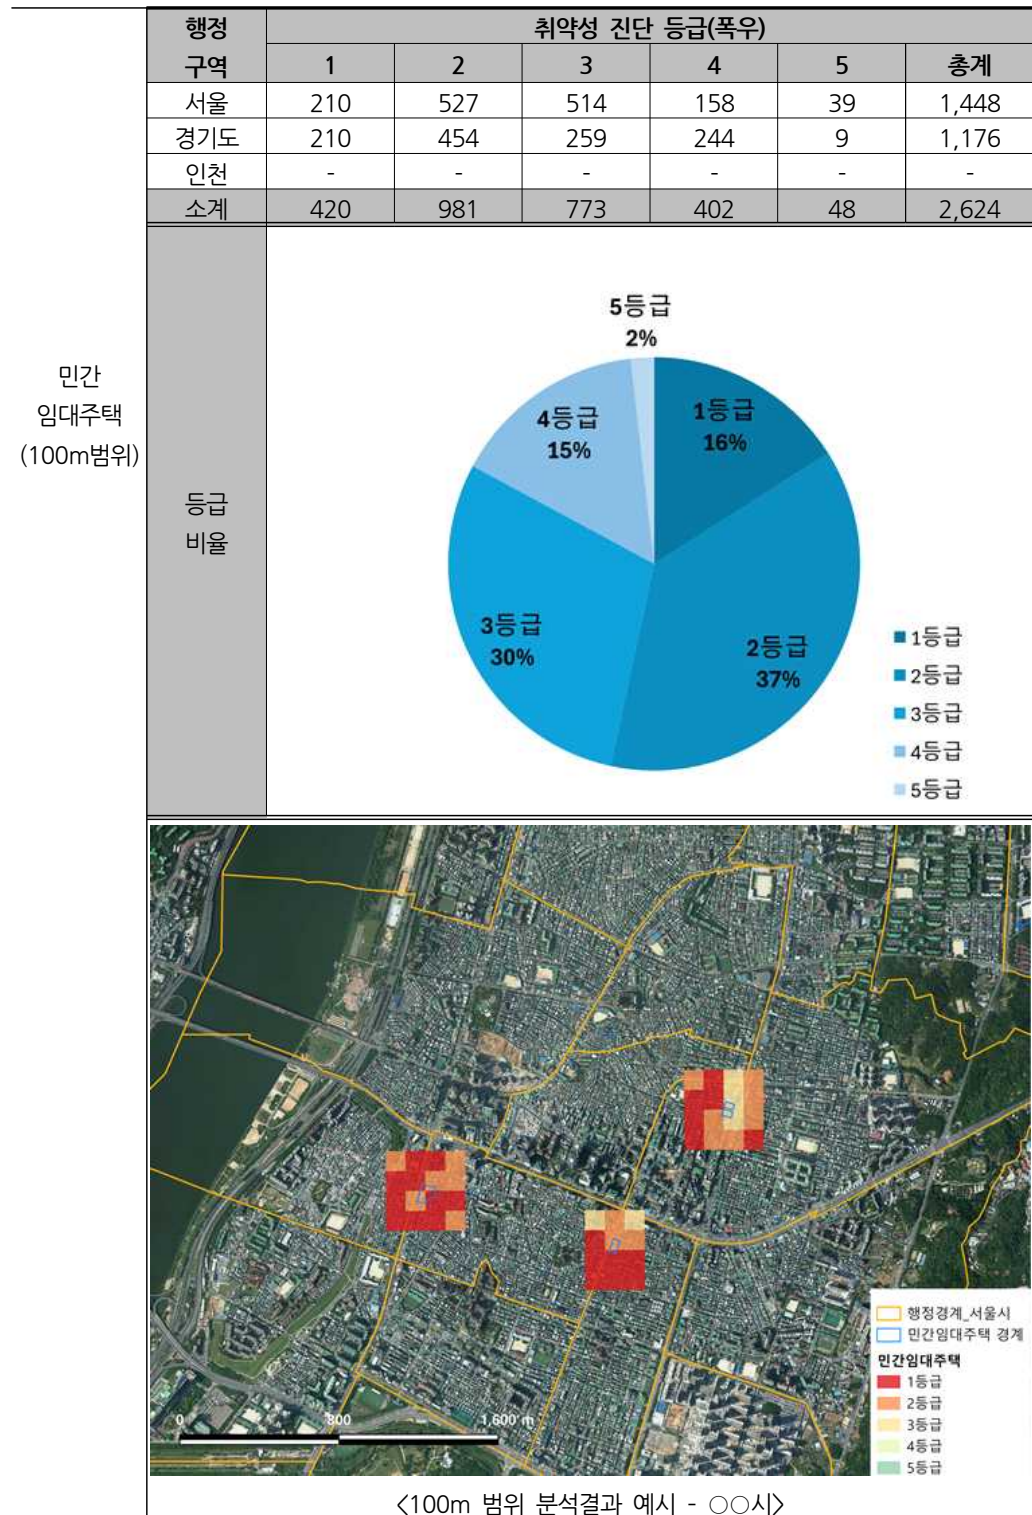 행정 구역
취약성 진단 등급(폭우)
1 2 3 4 5 총계
서울 210 527 514 158 39 1,448
경기도 210 454 259 244 9 1,176
인천 - - - - - -
소계 420 981 773 402 48 2,624
민간
임대주택
(100m범위)
등급
비율
5등급
2%
1등급
16%
4등급
15%
3등급
30%
2등급
37%
1등급
2등급
3등급
4등급
5등급
행정경계_서울시
민간임대주택 경계
민간임대주택
1등급
2등급
3등급
4등급
5등급
0 800 1,600 m
<100m 범위 분석결과 예시 - ○○시>